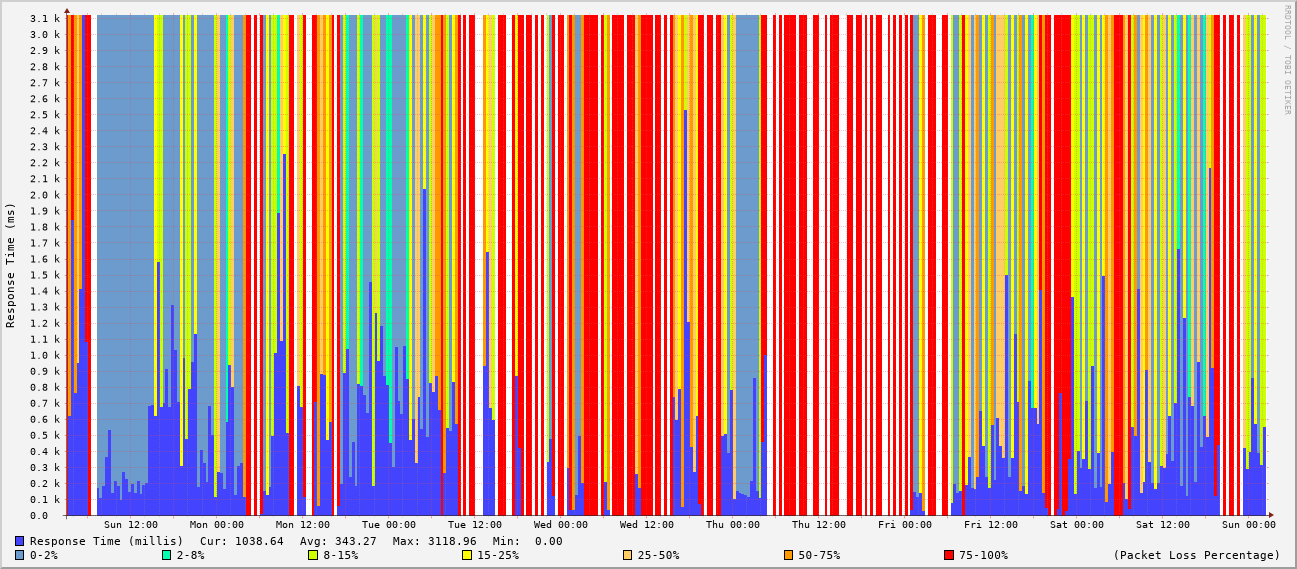 RRDTOOL / TOBI OETIKER
Response Time (ms)
3.1 k
3.0 k
2.9 k
2.8 k
2.7 k
2.6 k
2.5 k
2.4 k
2.3 k
2.2 k
2.1 k
2.0 k
1.9 k
1.8 k
1.7 k
1.6 k
1.5 k
1.4 k
1.3 k
1.2 k
1.1 k
1.0 k
0.9 k
0.8 k
0.7 k
0.6 k
0.5 k
0.4 k
0.3 k
0.2 k
0.1 k
0.0
Sun 12:00 Mon 00:00 Mon 12:00 Tue 00:00 Tue 12:00 Wed 00:00 Wed 12:00 Thu 00:00 Thu 12:00 Fri 00:00 Fri 12:00 Sat 00:00 Sat 12:00 Sun 00:00
Response Time (millis) Cur: 1038.64 Avg: 343.27 Max: 3118.96 Min: 0.00
0-2% 2-8% 8-15% 15-25% 25-50% 50-75% 75-100% (Packet Loss Percentage)